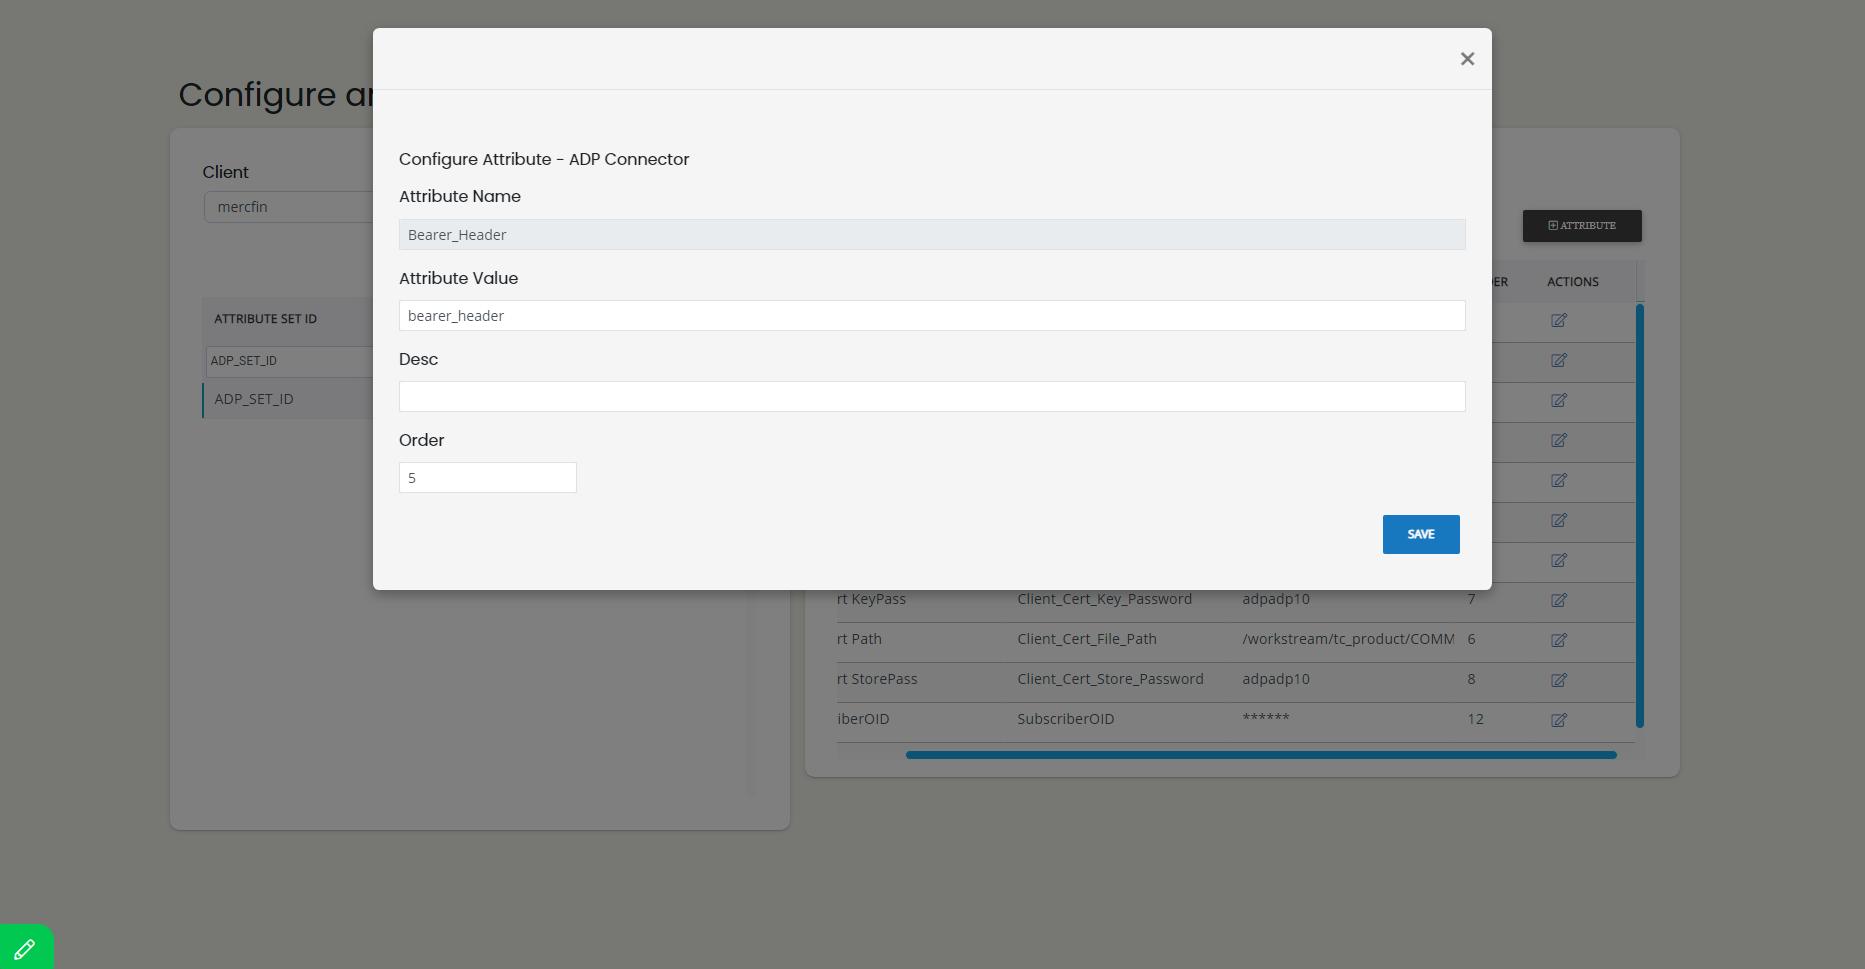 ×
Configure ar
Client
mercfin
ATTRIBUTE SET ID
ADP_SET_ID
ADP_SET_ID
Configure Attribute - ADP Connector
Attribute Name
Bearer_Header
Attribute Value
bearer_header
Desc
Order
5
SAVE
ATTRIBUTE
ER ACTIONS
rt KeyPass Client_Cert_Key_Password adpadp10 7
rt Path Client_Cert_File_Path /workstream/tc_product/COMM 6
rt StorePass Client_Cert_Store_Password adpadp10 8
iberOID SubscriberOID ****** 12